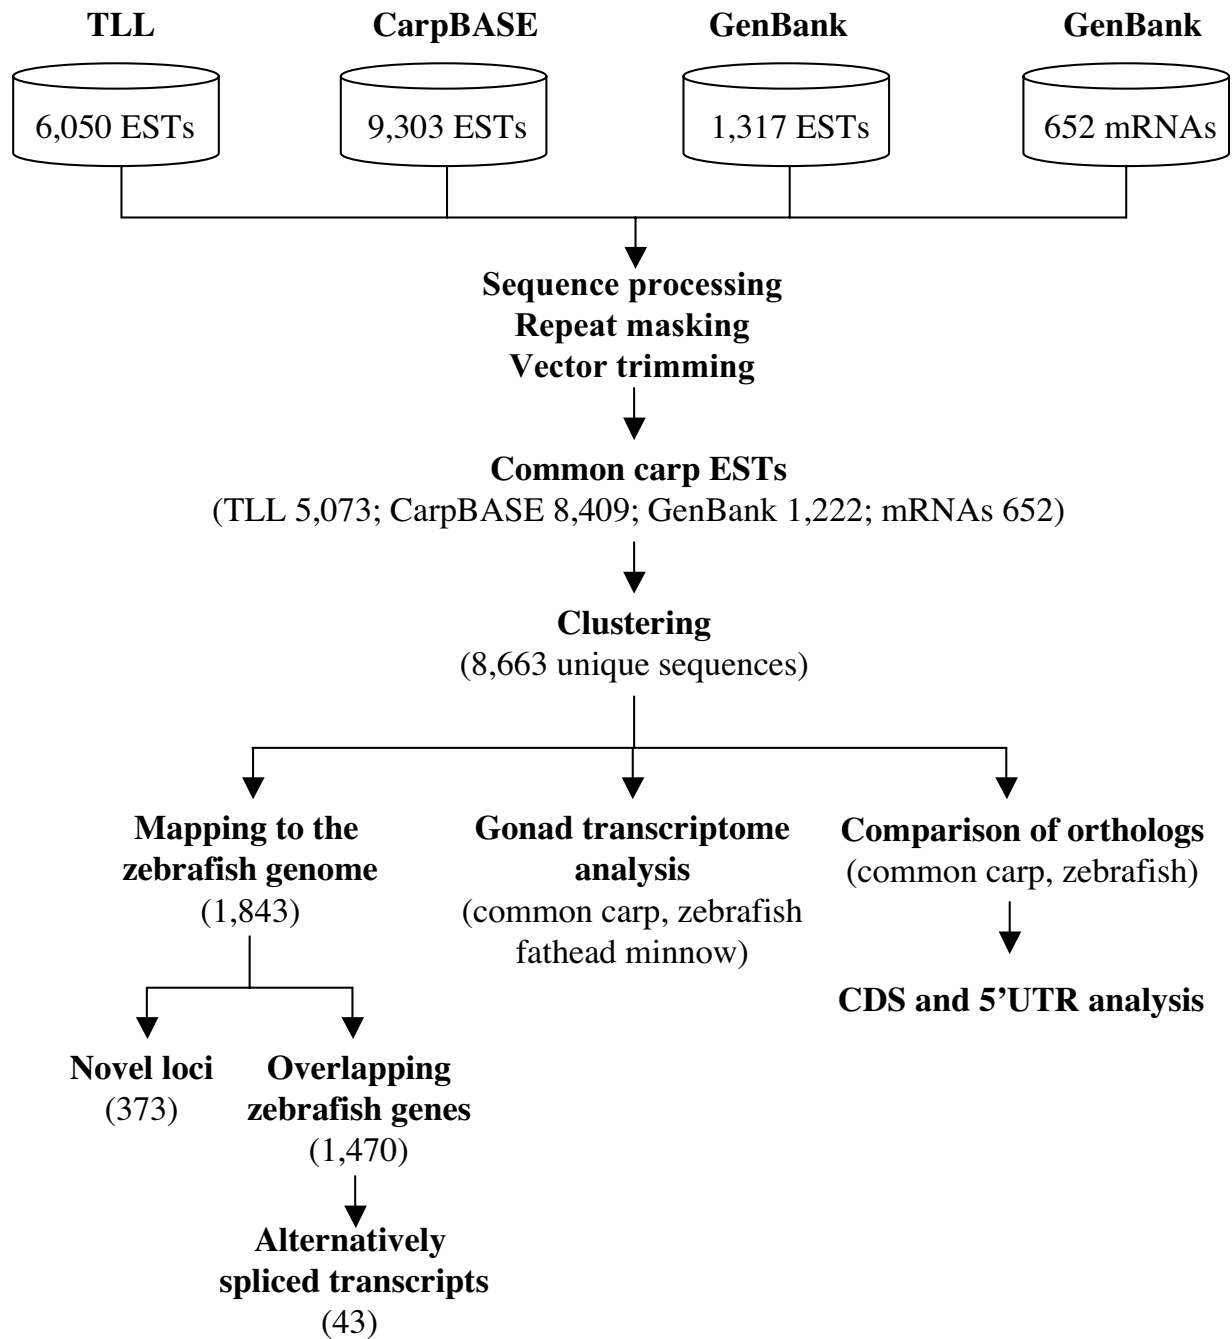 TLL
CarpBASE
GenBank
GenBank
6,050 ESTs
9,303 ESTs
1,317 ESTs
652 mRNAs
Sequence processing
Repeat masking
Vector trimming
Common carp ESTs
(TLL 5,073; CarpBASE 8,409; GenBank 1,222; mRNAs 652)
Clustering
(8,663 unique sequences)
Mapping to the
zebrafish genome
(1,843)
Gonad transcriptome
analysis
(common carp, zebrafish
fathead minnow)
Comparison of orthologs
(common carp, zebrafish)
CDS and 5’UTR analysis
Novel loci
(373)
Overlapping
zebrafish genes
(1,470)
Alternatively
spliced transcripts
(43)